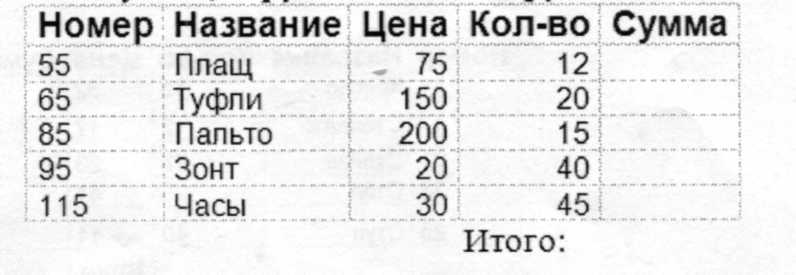 Номер Название Цена Кол-во Сумма
55 Плащ 75 12
65 Туфли 150 20
85 Пальто 200 15
95 Зонт 20 40
115 Часы 30 45
Итого: